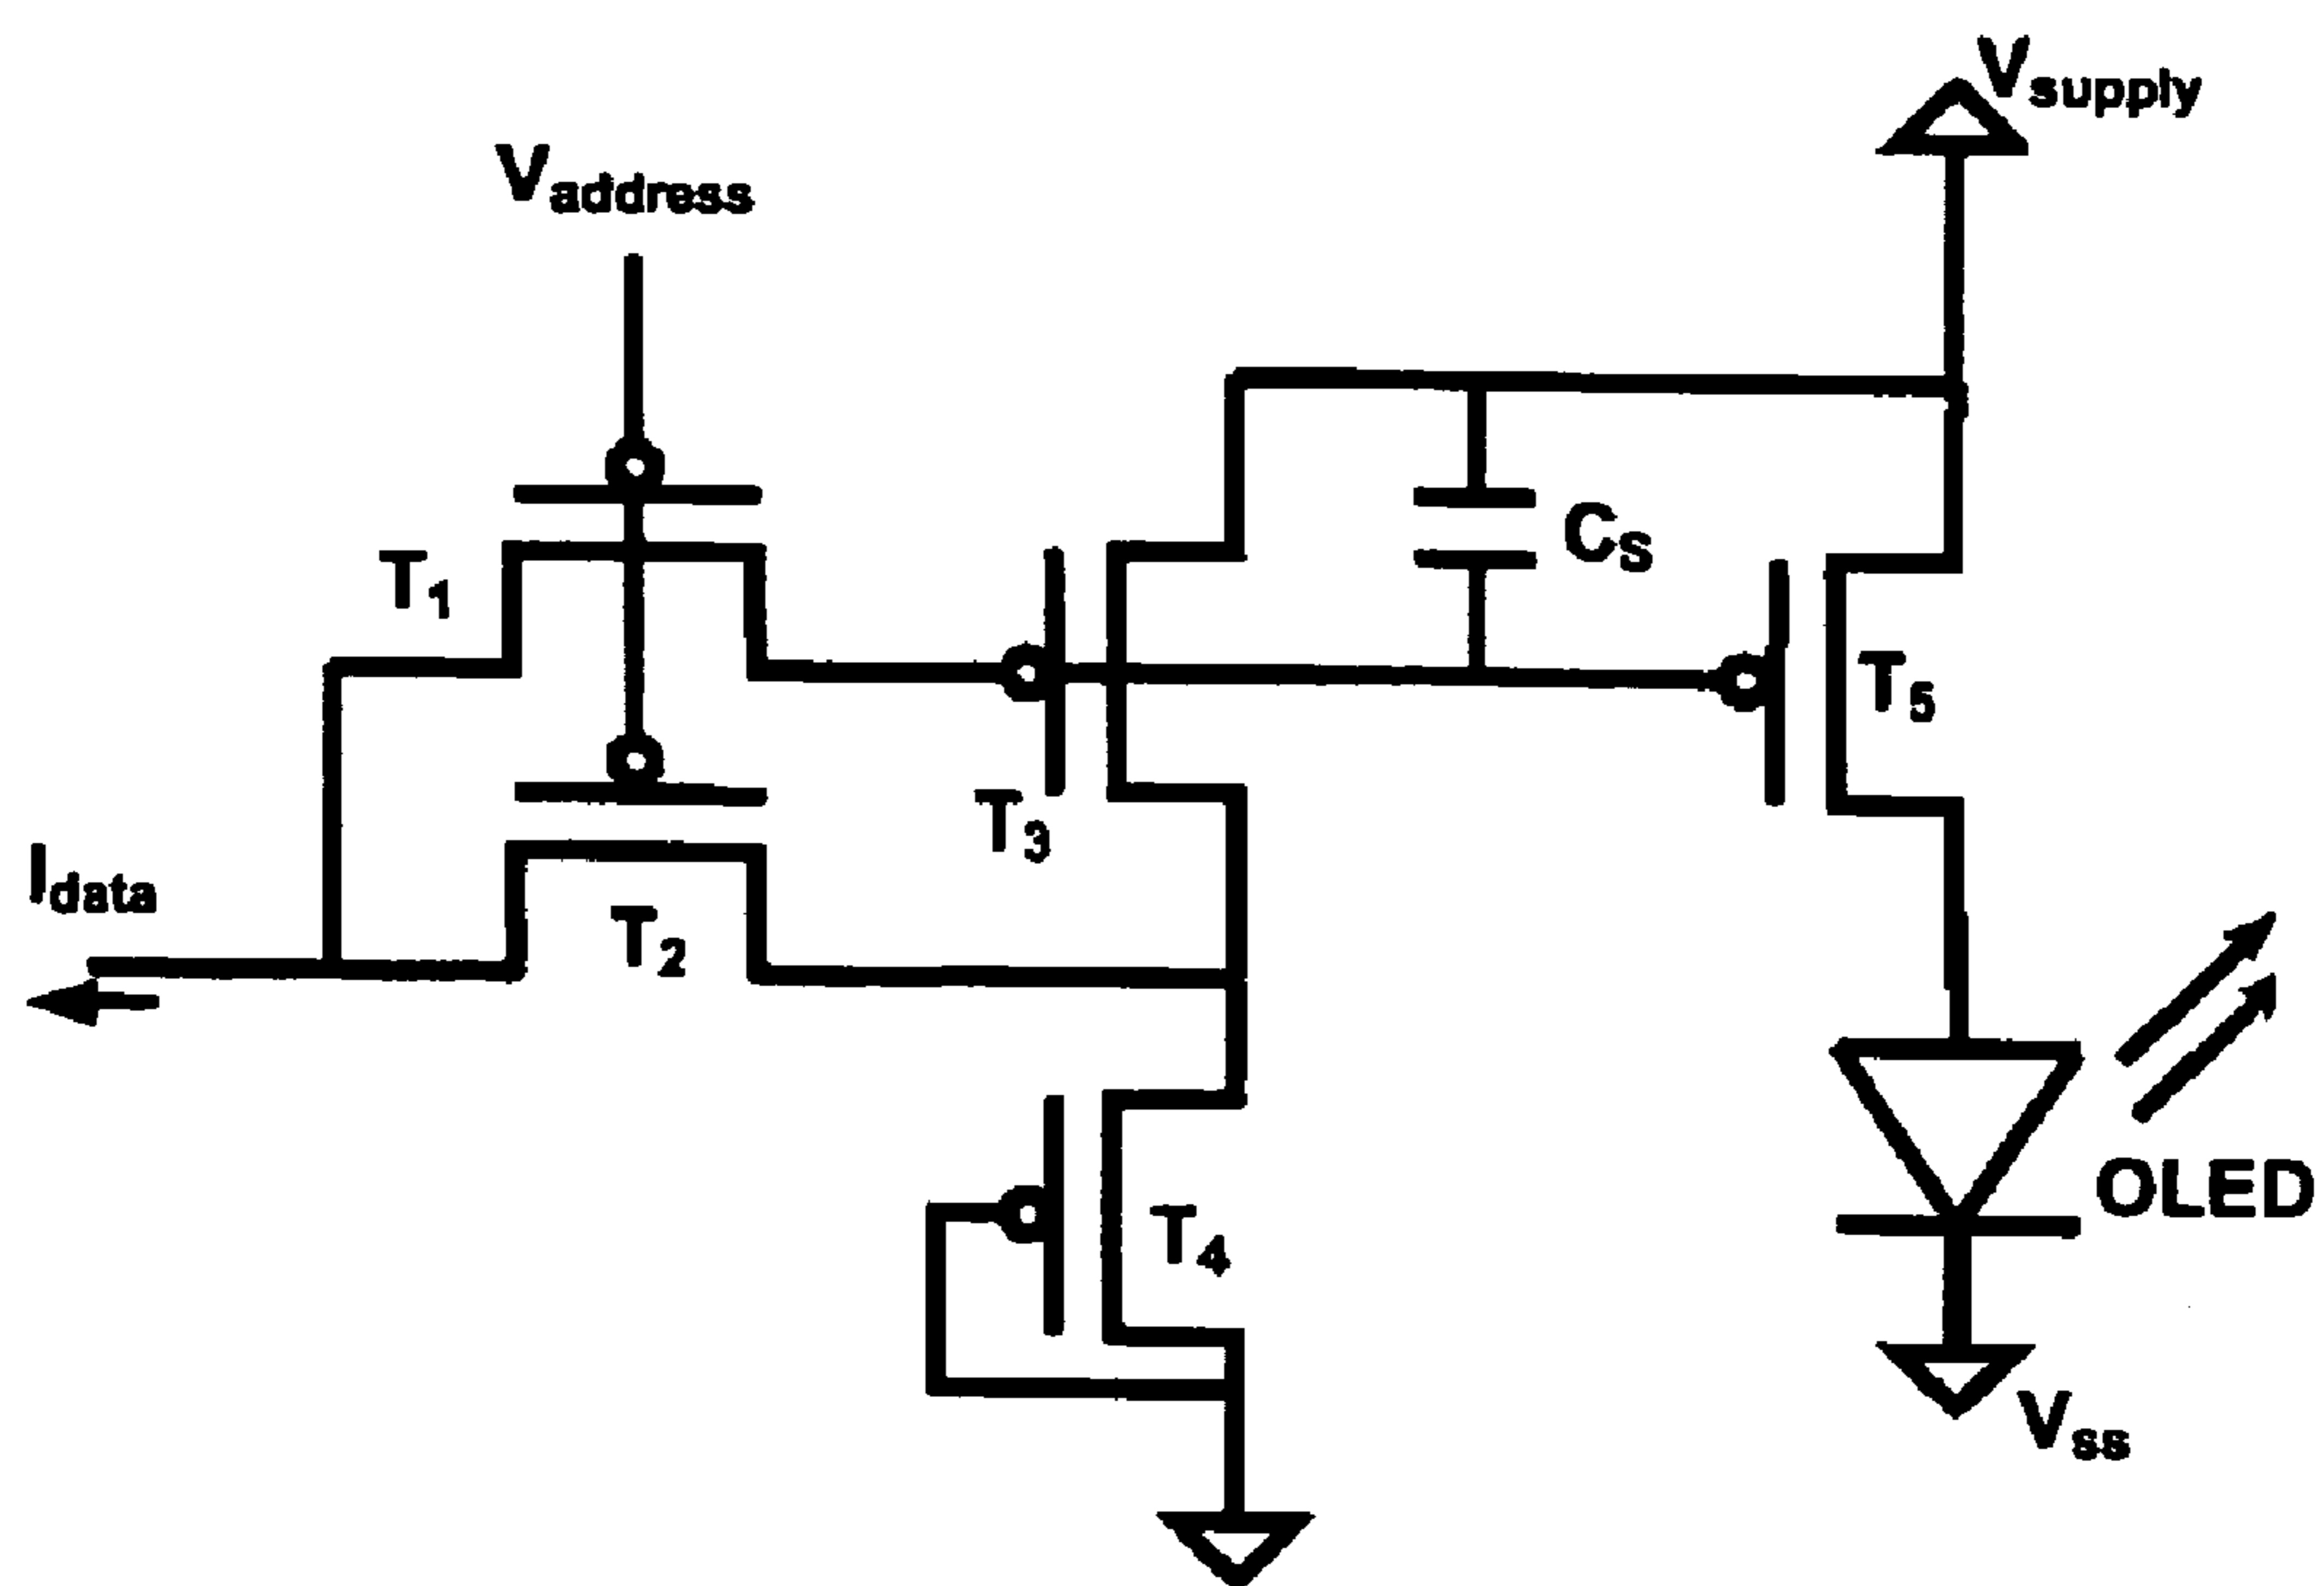 Vsupply
Vaddress
Cs
T1
T5
T3
Idata
T2
OLED
T4
Vss